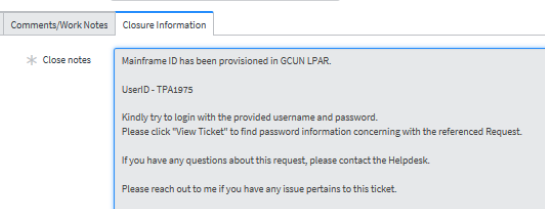 Comments/Work Notes
Closure Information
Close notes
Mainframe ID has been provisioned in GCUN LPAR.
UserID - TPA1975
Kindly try to login with the provided username and password.
Please click "View Ticket" to find password information concerning with the referenced Request.
If you have any questions about this request, please contact the Helpdesk.
Please reach out to me if you have any issue pertains to this ticket.